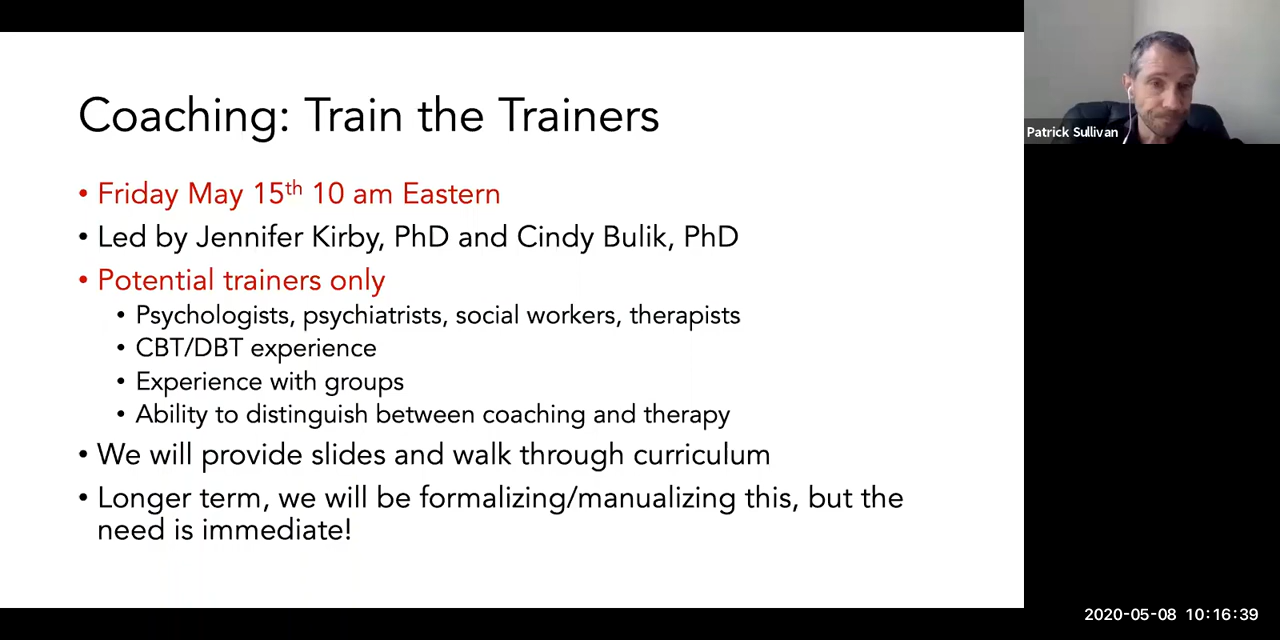 Coaching: Train the Trainers
• Friday May 15th 10 am Eastern
• Led by Jennifer Kirby, PhD and Cindy Bulik, PhD
• Potential trainers only
• Psychologists, psychiatrists, social workers, therapists
• CBT/DBT experience
• Experience with groups
• Ability to distinguish between coaching and therapy
• We will provide slides and walk through curriculum
• Longer term, we will be formalizing/manualizing this, but the
need is immediate!
Patrick Sullivan
2020-05-08 10:16:39